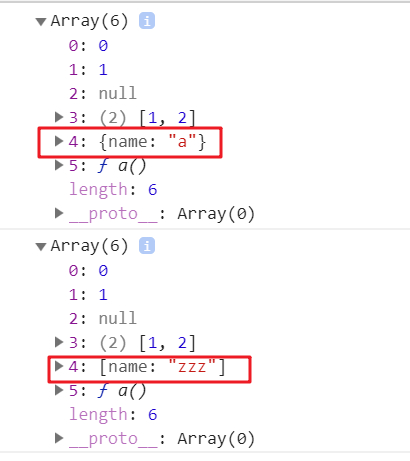 ▼Array(6) i
0: 0
1: 1
2: null
▶3: (2) [1, 2]
▶4: {name: "a"}
▶5: ƒ a()
length: 6
▶__proto__: Array(0)
▼Array(6) i
0: 0
1: 1
2: null
▶3: (2) [1, 2]
▶4: [name: "zzz"]
▶5: ƒ a()
length: 6
▶__proto__: Array(0)